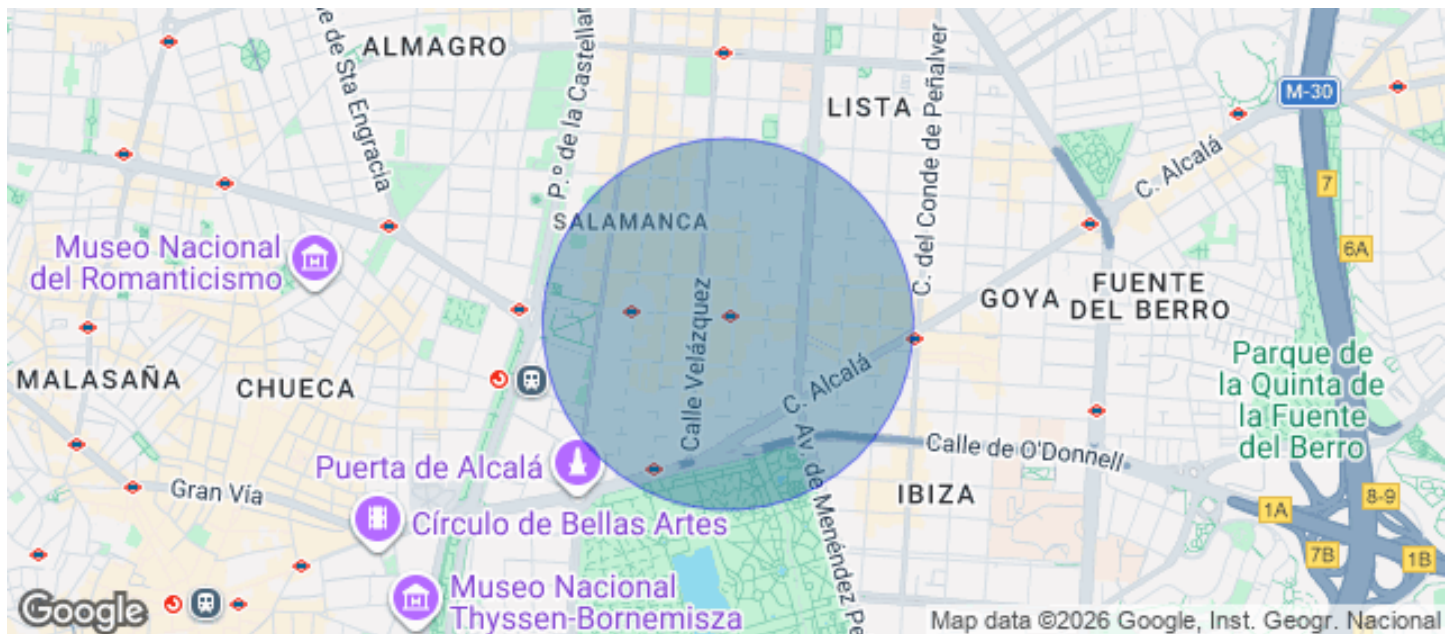 ALMAGRO
e de Sta Engracia
P.º de la Castellan
LISTA
C. del Conde de Peñalver
M-30
C. Alcalá
7
SALAMANCA
Museo Nacional
del Romanticismo
6A
Calle Velázquez
GOYA
FUENTE
DEL BERRO
MALASAÑA
CHUECA
C. Alcalá
Parque de
la Quinta de
la Fuente
del Berro
Puerta de Alcalá
Av. de Menéndez Pe
Calle de O'Donnell
Gran Vía
IBIZA
8-9
1A
Círculo de Bellas Artes
7B
1B
Museo Nacional
Thyssen-Bornemisza
Google
Map data ©2026 Google, Inst. Geogr. Nacional